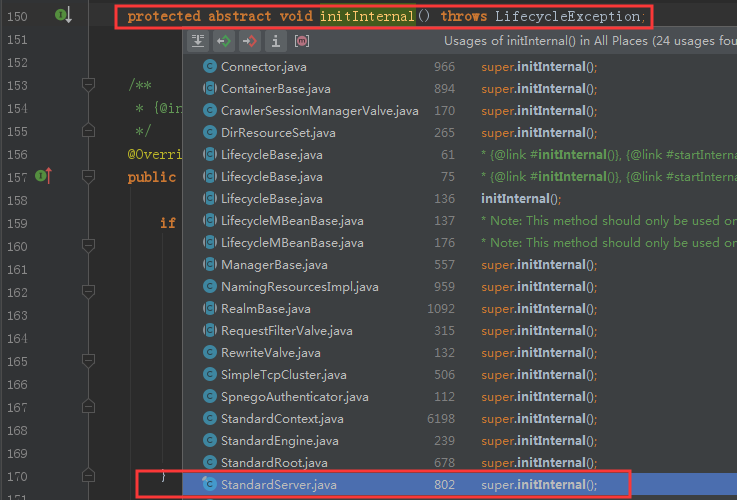 150 protected abstract void initInternal() throws LifecycleException;
151 Usages of initInternal() in All Places (24 usages fou
152 Connector.java 966 super.initInternal();
153 /** ContainerBase.java 894 super.initInternal();
154 * {@in CrawlerSessionManagerValve.java 170 super.initInternal();
155 */ DirResourceSet.java 265 super.initInternal();
156 @Overri LifecycleBase.java 61 * {@link #initInternal()}, {@link #startInterna
157 public LifecycleBase.java 75 * {@link #initInternal()}, {@link #startInterna
158 LifecycleBase.java 136 initInternal();
159 if LifecycleMBeanBase.java 137 * Note: This method should only be used or
160 LifecycleMBeanBase.java 176 * Note: This method should only be used or
161 ManagerBase.java 557 super.initInternal();
162 NamingResourcesImpl.java 959 super.initInternal();
163 RealmBase.java 1092 super.initInternal();
164 RequestFilterValve.java 315 super.initInternal();
165 RewriteValve.java 132 super.initInternal();
166 SimpleTcpCluster.java 506 super.initInternal();
167 SpnegoAuthenticator.java 112 super.initInternal();
168 StandardContext.java 6198 super.initInternal();
StandardEngine.java 239 super.initInternal();
169 StandardRoot.java 678 super.initInternal();
170 } StandardServer.java 802 super.initInternal();